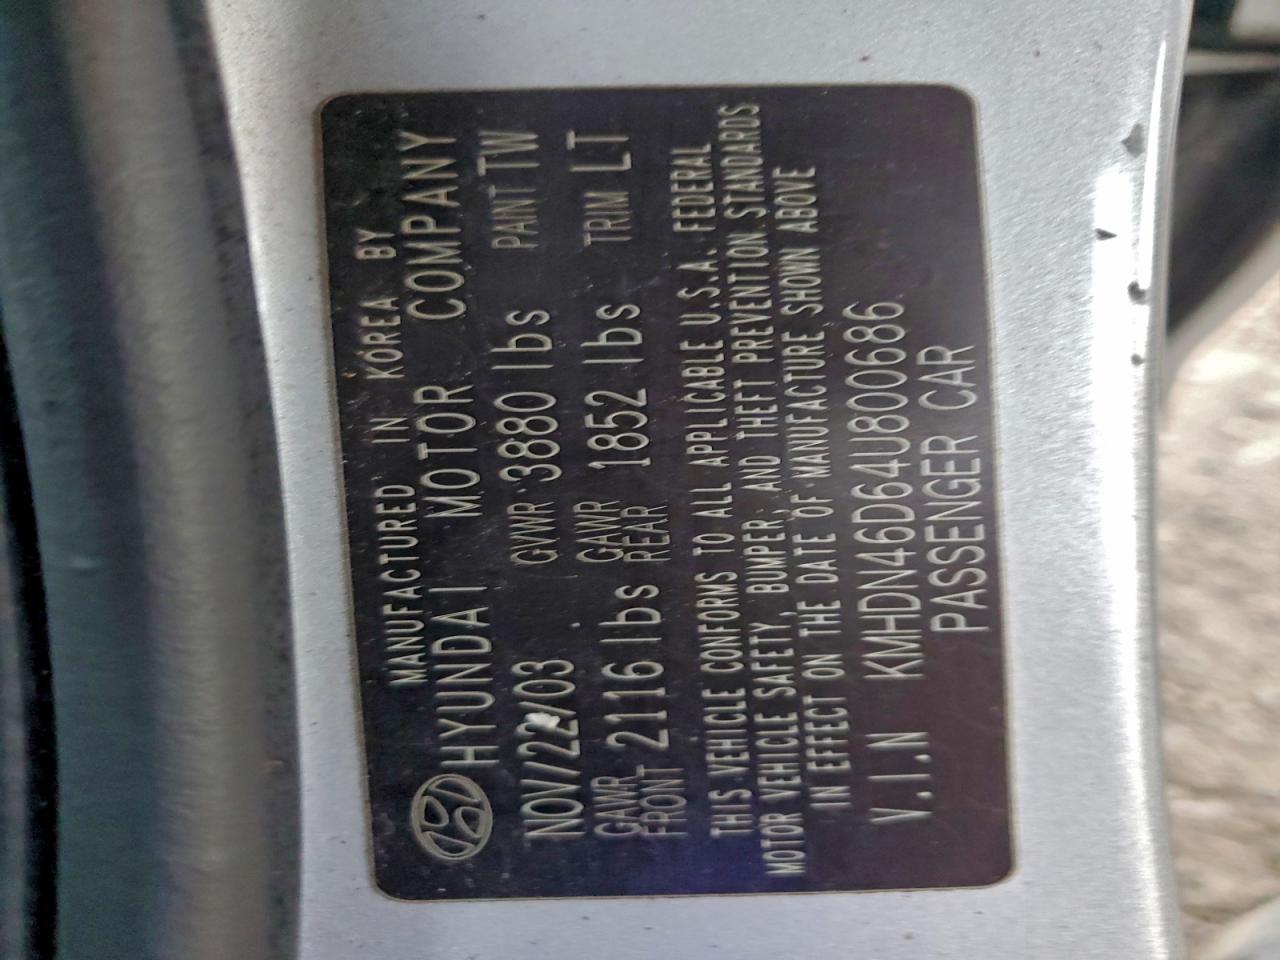 MANUFACTURED IN KOREA BY
HYUNDAI MOTOR COMPANY
NOV/22/03 GVWR 3880 lbs PAINT TW
GAWR FRONT 2116 lbs GAWR REAR 1852 lbs TRIM LT
THIS VEHICLE CONFORMS TO ALL APPLICABLE U.S.A. FEDERAL
MOTOR VEHICLE SAFETY, BUMPER, AND THEFT PREVENTION STANDARDS
IN EFFECT ON THE DATE OF MANUFACTURE SHOWN ABOVE
V.I.N KMHDN46D64U800686
PASSENGER CAR